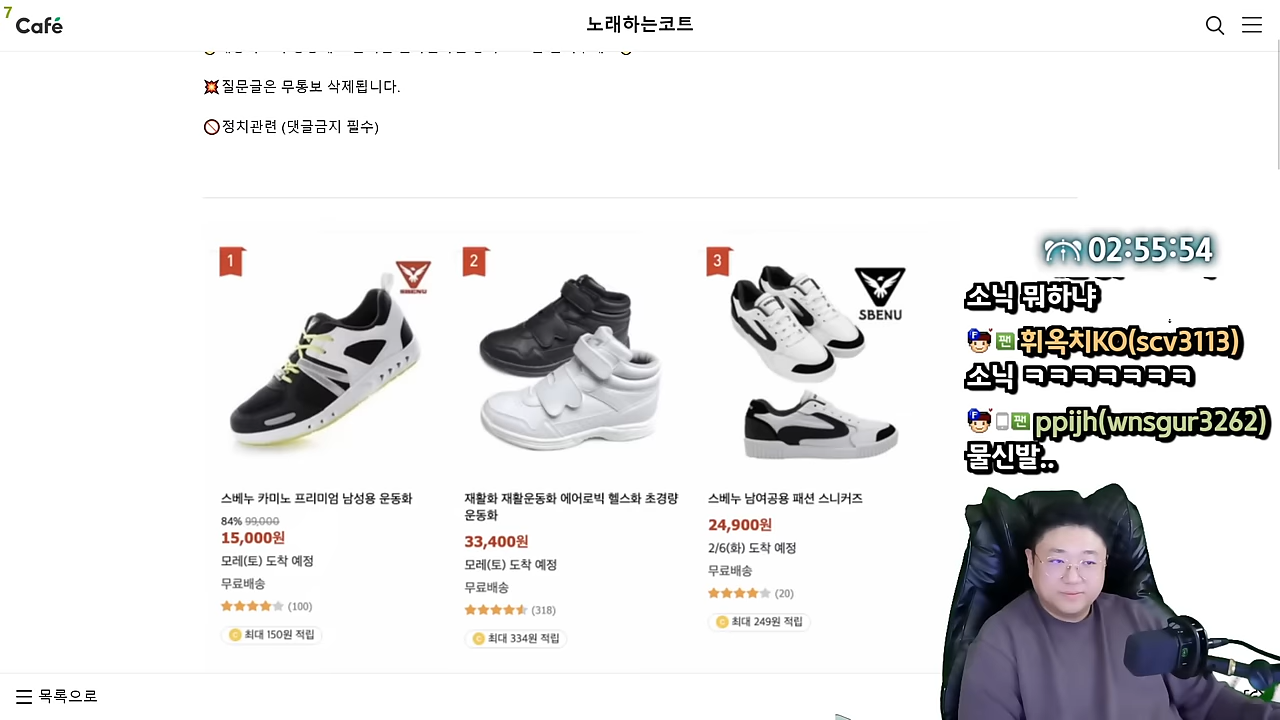 7
Café
노래하는코트
💥질문글은 무통보 삭제됩니다.
🚫정치관련 (댓글금지 필수)
1
SBENU
2
3
SBENU
스베누 카미노 프리미엄 남성용 운동화
84% 99,000
15,000원
모레(토) 도착 예정
무료배송
(100)
C 최대 150원 적립
재활화 재활운동화 에어로빅 헬스화 초경량
운동화
33,400원
모레(토) 도착 예정
무료배송
(318)
C 최대 334원 적립
스베누 남여공용 패션 스니커즈
24,900원
2/6(화) 도착 예정
무료배송
(20)
C 최대 249원 적립
02:55:54
소닉 뭐하냐
F 팬 휘옥치KO(scv3113)
소닉 ㅋㅋㅋㅋㅋㅋㅋ
F 팬 ppijh(wnsgur3262)
물신발..
목록으로